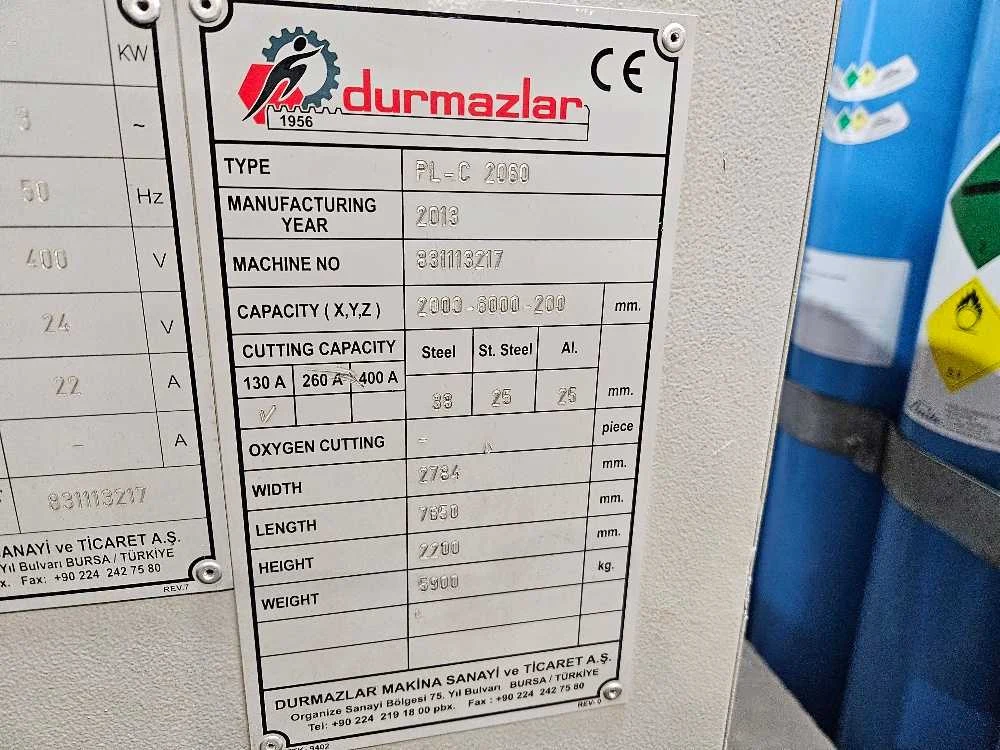 KW
3 ~
50 Hz
400 V
24 V
22 A
- A
831113217
ANAYİ ve TİCARET A.Ş.
Yıl Bulvarı BURSA / TÜRKİYE
x. Fax: +90 224 242 75 80
REV.7
durmazlar
1956
CE
TYPE PL-C 2060
MANUFACTURING YEAR 2013
MACHINE NO 831113217
CAPACITY ( X,Y,Z ) 2000-6000-200 mm.
CUTTING CAPACITY Steel St. Steel Al.
130 A 260 A 400 A
✓ 38 25 25 mm.
OXYGEN CUTTING - piece
WIDTH 2784 mm.
LENGTH 7650 mm.
HEIGHT 2200 mm.
WEIGHT 5900 kg.
DURMAZLAR MAKİNA SANAYİ ve TİCARET A.Ş.
Organize Sanayi Bölgesi 75. Yıl Bulvarı BURSA / TÜRKİYE
Tel: +90 224 219 18 00 pbx. Fax : +90 224 242 75 80
REV- 0
9402